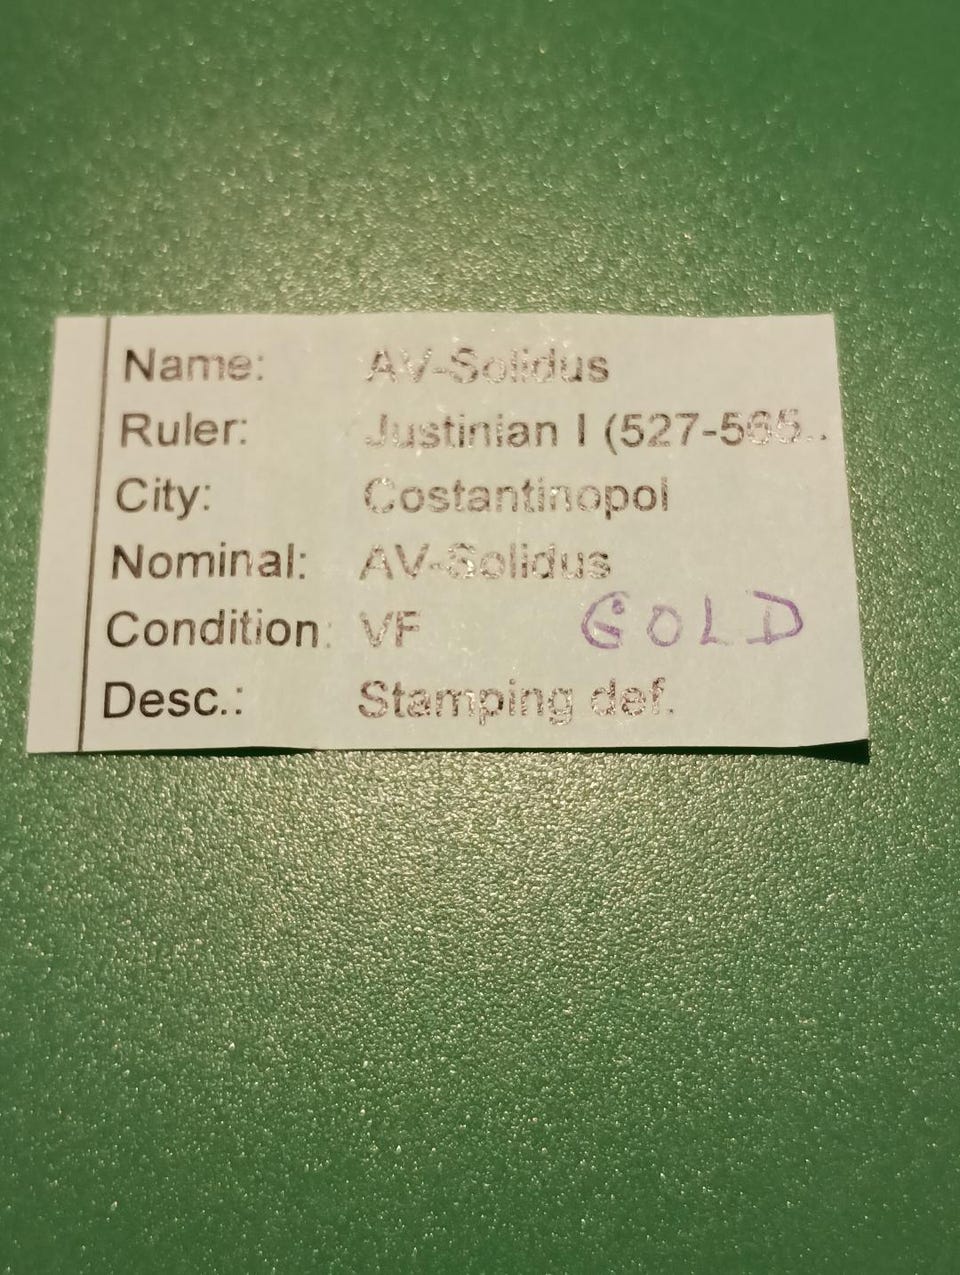 Name: AV-Solidus
Ruler: Justinian I (527-565..
City: Costantinopol
Nominal: AV-Solidus
Condition: VF GOLD
Desc.: Stamping def.